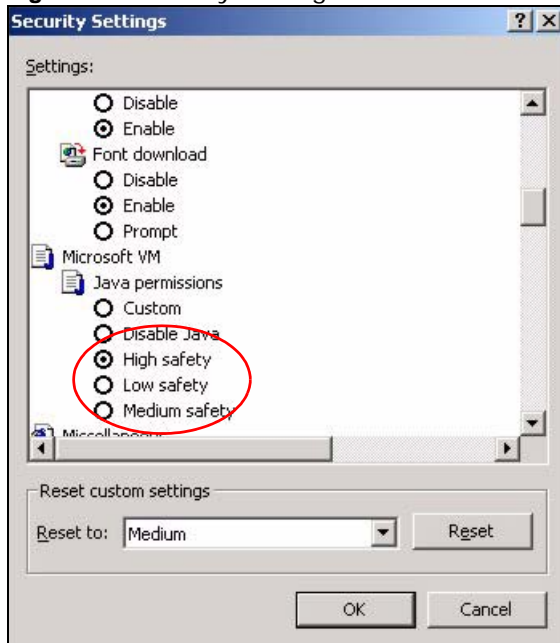 Security Settings
Settings:
Disable
Enable
Font download
Disable
Enable
Prompt
Microsoft VM
Java permissions
Custom
Disable Java
High safety
Low safety
Medium safety
Miscellaneous
Reset custom settings
Reset to: Medium Reset
OK Cancel